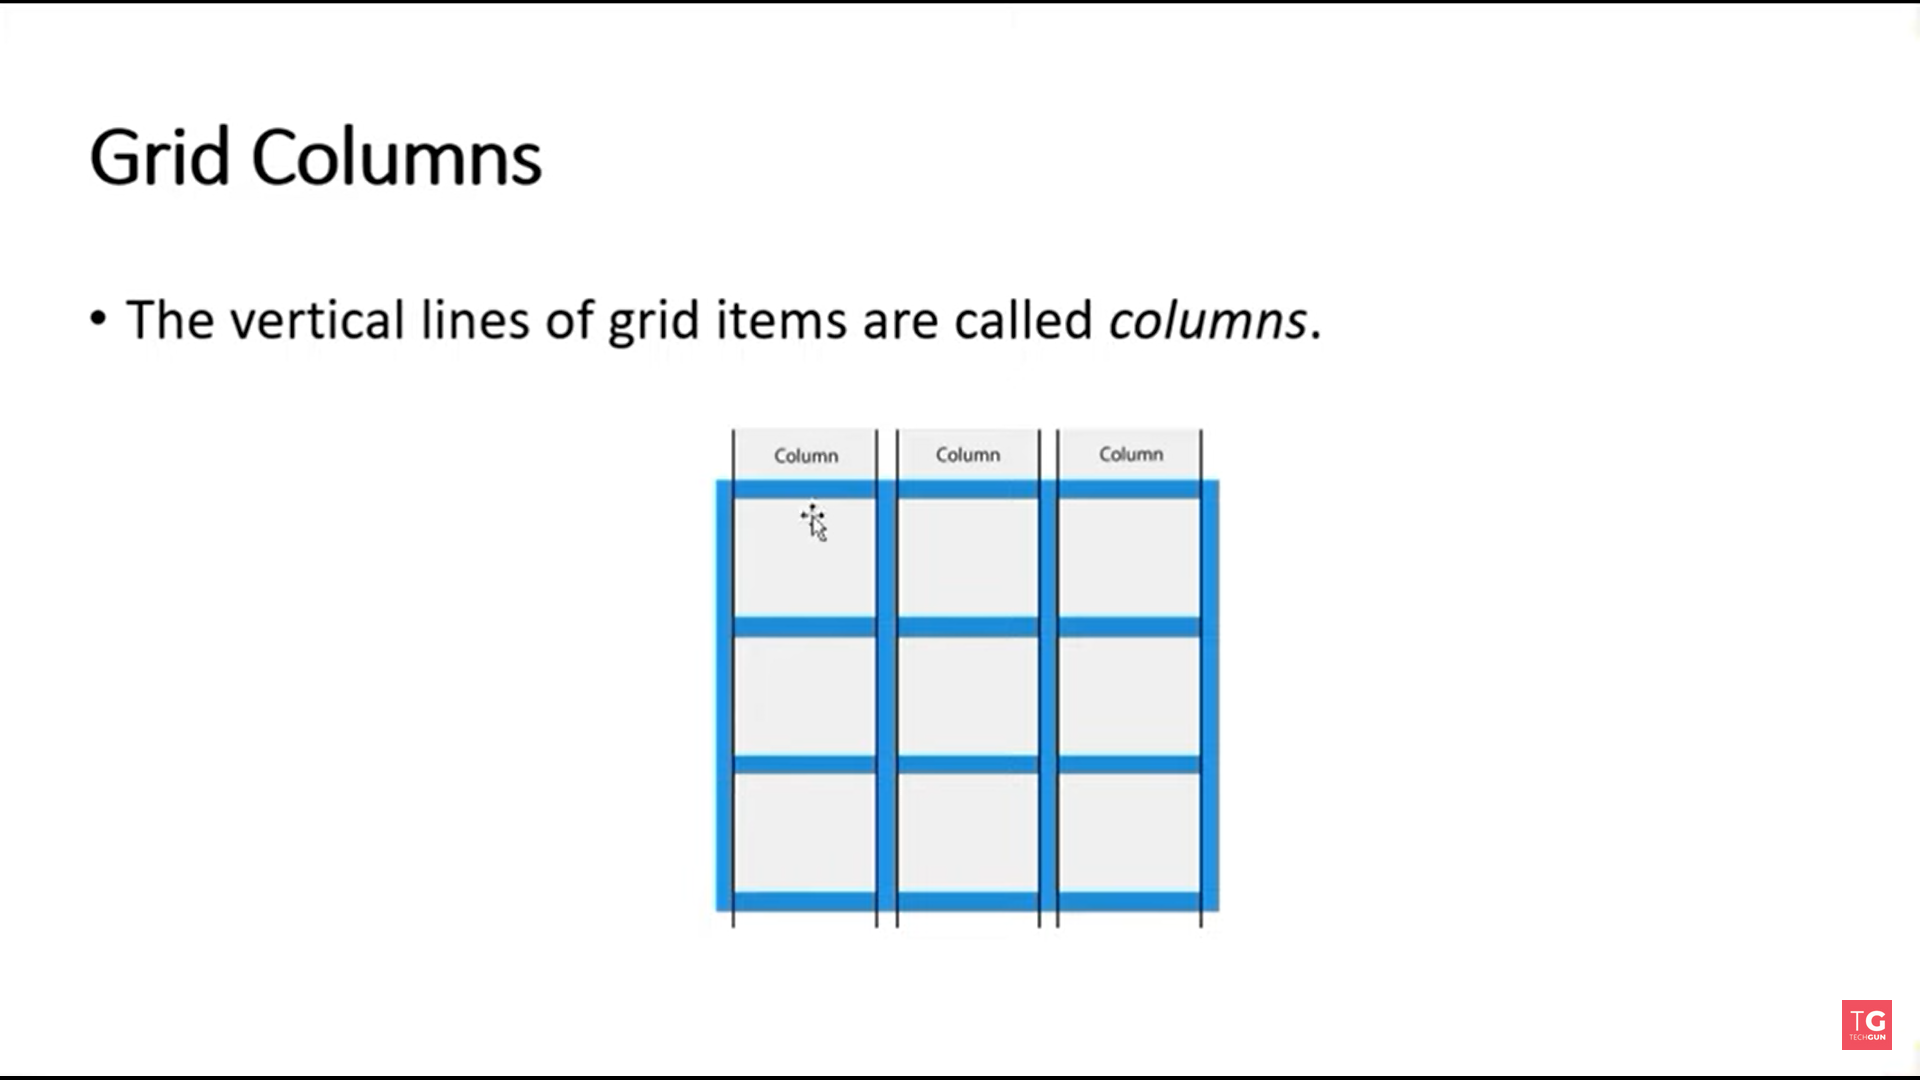 Grid Columns
• The vertical lines of grid items are called columns.
Column Column Column
TG
TECHGUN